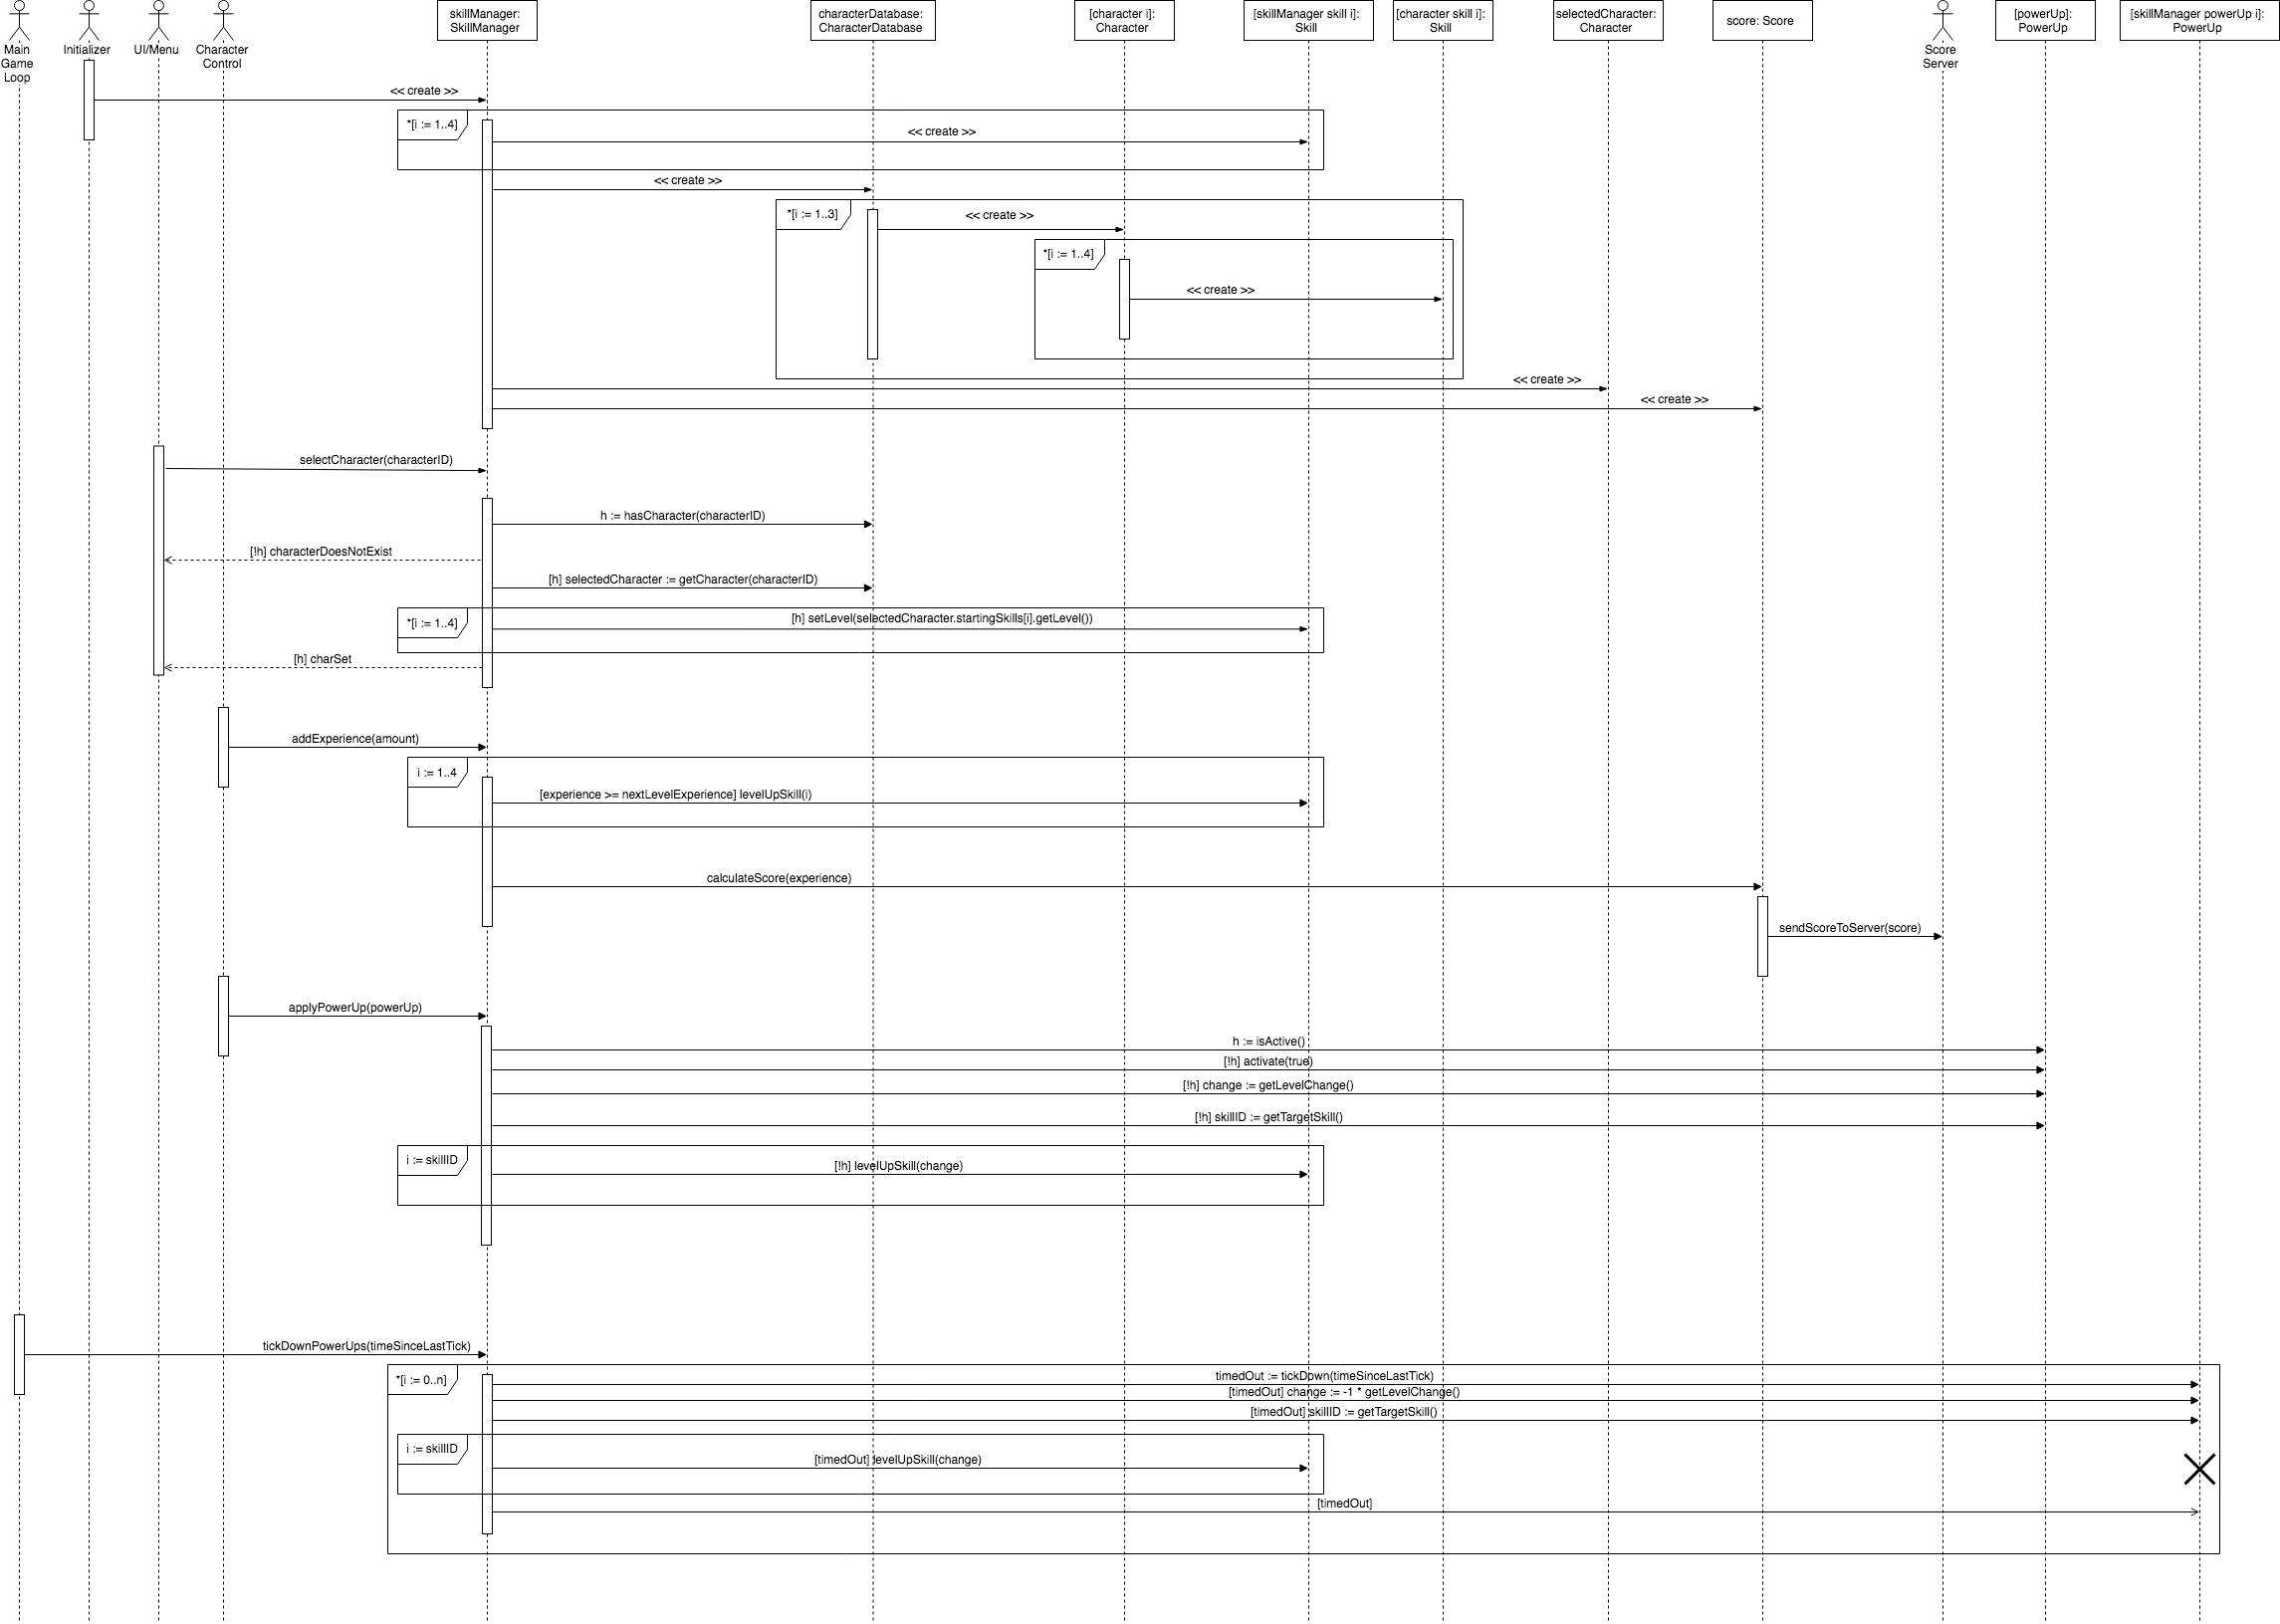 Main
Game
Loop
Initializer
UI/Menu
Character
Control
skillManager:
SkillManager
characterDatabase:
CharacterDatabase
[character i]:
Character
[skillManager skill i]:
Skill
[character skill i]:
Skill
selectedCharacter:
Character
score: Score
Score
Server
[powerUp]:
PowerUp
[skillManager powerUp i]:
PowerUp
<< create >>
*[i := 1..4]
<< create >>
<< create >>
*[i := 1..3]
<< create >>
*[i := 1..4]
<< create >>
<< create >>
<< create >>
selectCharacter(characterID)
h := hasCharacter(characterID)
[!h] characterDoesNotExist
[h] selectedCharacter := getCharacter(characterID)
*[i := 1..4]
[h] setLevel(selectedCharacter.startingSkills[i].getLevel())
[h] charSet
addExperience(amount)
i := 1..4
[experience >= nextLevelExperience] levelUpSkill(i)
calculateScore(experience)
sendScoreToServer(score)
applyPowerUp(powerUp)
h := isActive()
[!h] activate(true)
[!h] change := getLevelChange()
[!h] skillID := getTargetSkill()
i := skillID
[!h] levelUpSkill(change)
tickDownPowerUps(timeSinceLastTick)
*[i := 0..n]
timedOut := tickDown(timeSinceLastTick)
[timedOut] change := -1 * getLevelChange()
[timedOut] skillID := getTargetSkill()
i := skillID
[timedOut] levelUpSkill(change)
[timedOut]